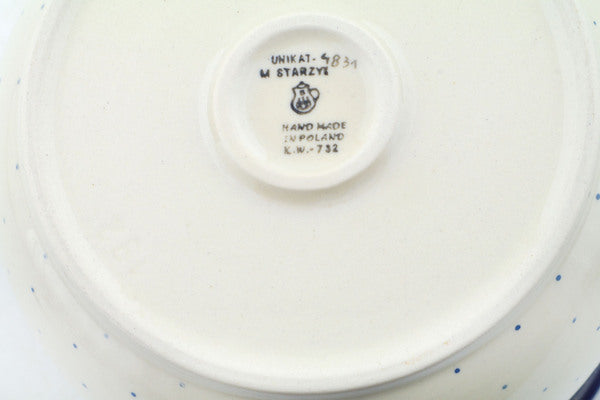 UNIKAT-4831
M STARZYK
HAND MADE
IN POLAND
K.W.-732